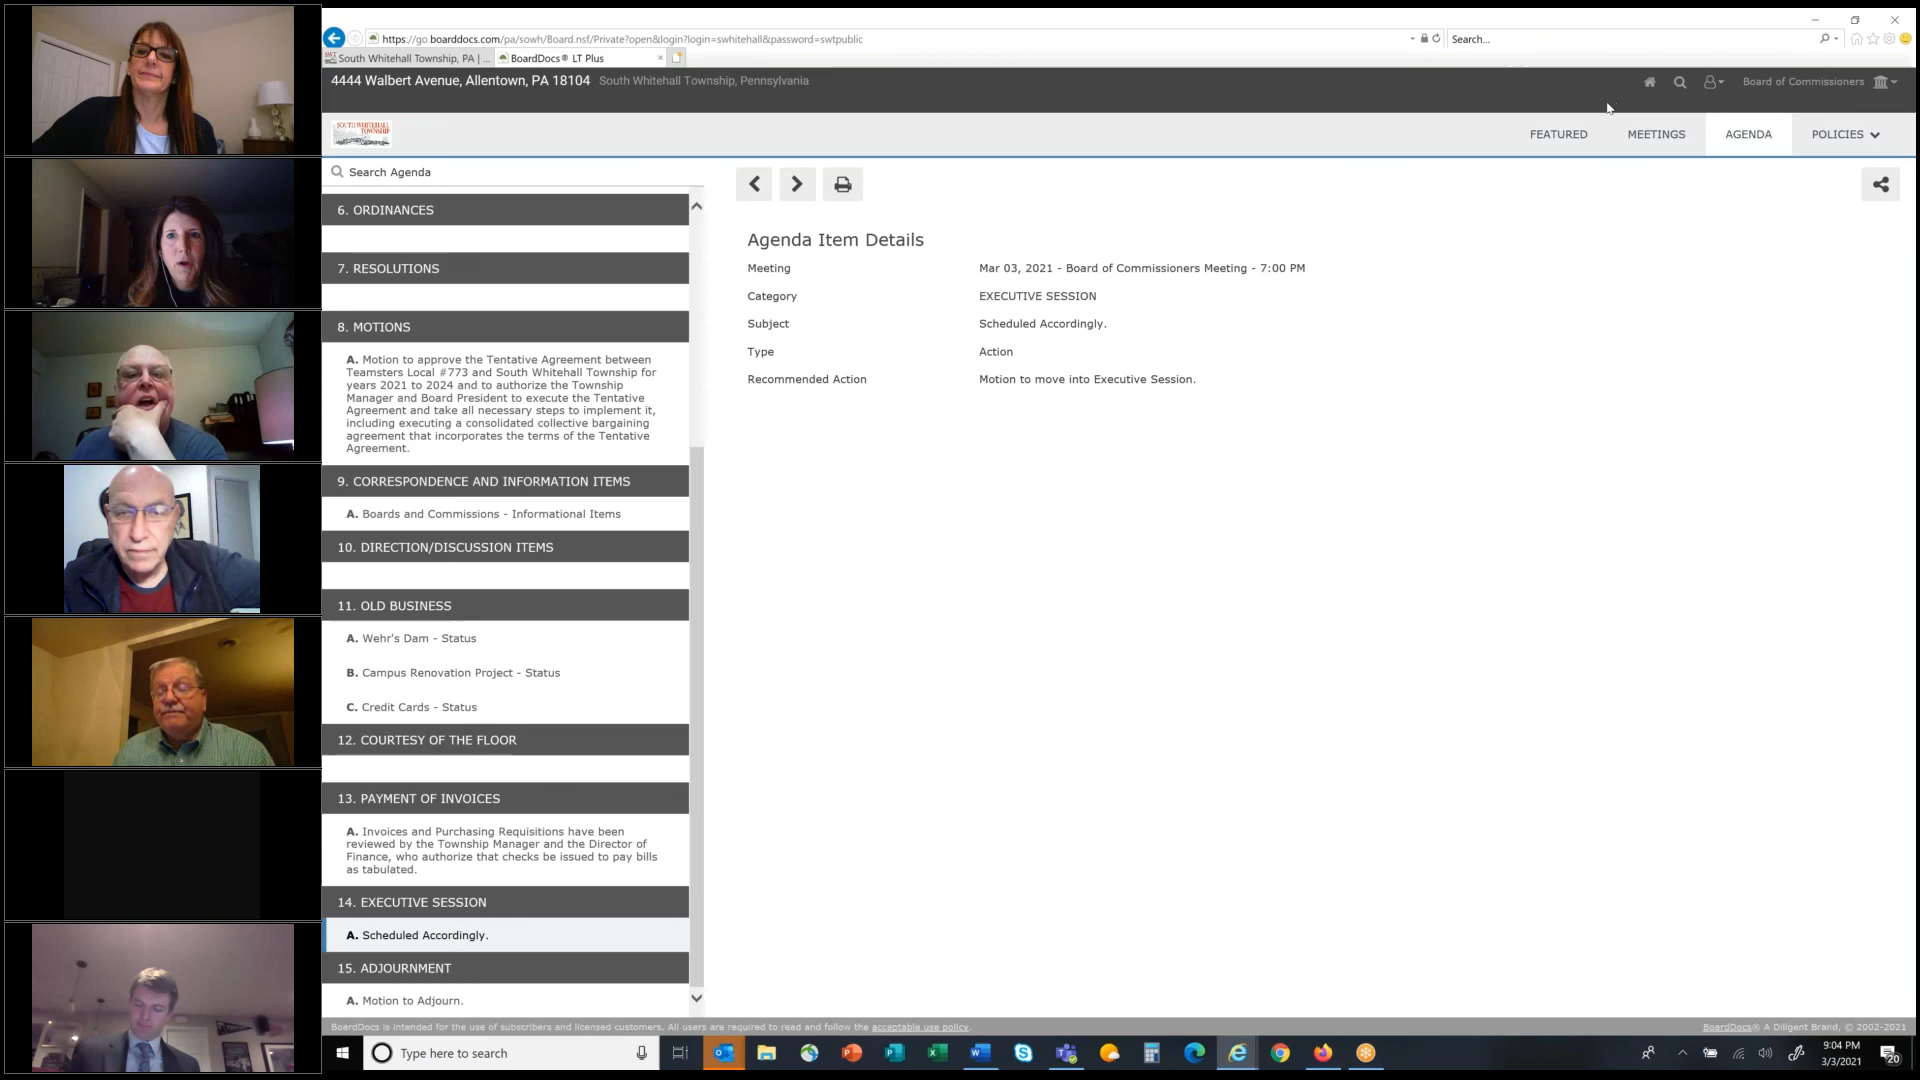 https://go.boarddocs.com/pa/sowh/Board.nsf/Private?open&login?login=swhitehall&password=swtpublic
Search...
South Whitehall Township, PA | ...
BoardDocs® LT Plus
4444 Walbert Avenue, Allentown, PA 18104 South Whitehall Township, Pennsylvania
Board of Commissioners
SOUTH WHITEHALL
TOWNSHIP
FEATURED
MEETINGS
AGENDA
POLICIES
Search Agenda
6. ORDINANCES
7. RESOLUTIONS
8. MOTIONS
A. Motion to approve the Tentative Agreement between
Teamsters Local #773 and South Whitehall Township for
years 2021 to 2024 and to authorize the Township
Manager and Board President to execute the Tentative
Agreement and take all necessary steps to implement it,
including executing a consolidated collective bargaining
agreement that incorporates the terms of the Tentative
Agreement.
9. CORRESPONDENCE AND INFORMATION ITEMS
A. Boards and Commissions - Informational Items
10. DIRECTION/DISCUSSION ITEMS
11. OLD BUSINESS
A. Wehr's Dam - Status
B. Campus Renovation Project - Status
C. Credit Cards - Status
12. COURTESY OF THE FLOOR
13. PAYMENT OF INVOICES
A. Invoices and Purchasing Requisitions have been
reviewed by the Township Manager and the Director of
Finance, who authorize that checks be issued to pay bills
as tabulated.
14. EXECUTIVE SESSION
A. Scheduled Accordingly.
15. ADJOURNMENT
A. Motion to Adjourn.
Agenda Item Details
Meeting Mar 03, 2021 - Board of Commissioners Meeting - 7:00 PM
Category EXECUTIVE SESSION
Subject Scheduled Accordingly.
Type Action
Recommended Action Motion to move into Executive Session.
BoardDocs is intended for the use of subscribers and licensed customers. All users are required to read and follow the acceptable use policy.
BoardDocs® A Diligent Brand, © 2002-2021
Type here to search
9:04 PM
3/3/2021
20